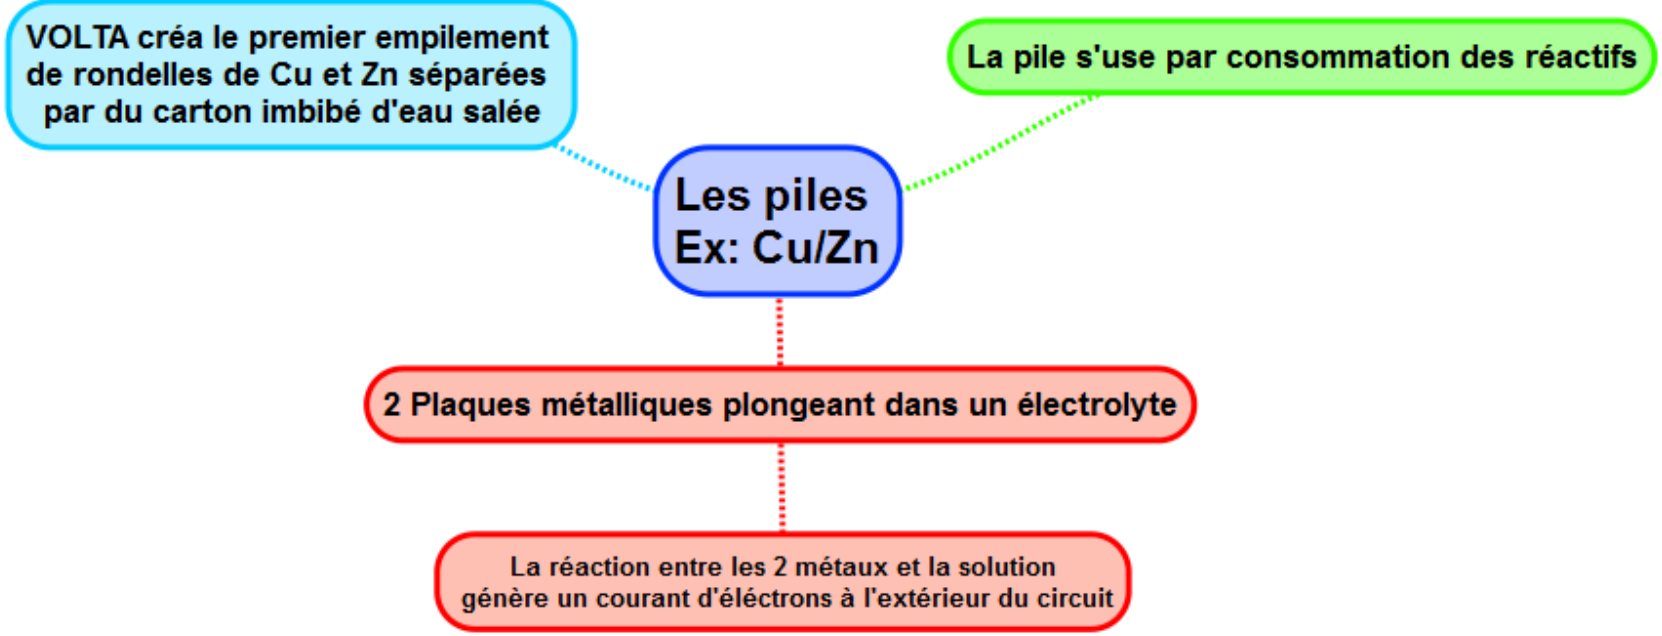 VOLTA créa le premier empilement
de rondelles de Cu et Zn séparées
par du carton imbibé d'eau salée
La pile s'use par consommation des réactifs
Les piles
Ex: Cu/Zn
2 Plaques métalliques plongeant dans un électrolyte
La réaction entre les 2 métaux et la solution
génère un courant d'éléctrons à l'extérieur du circuit